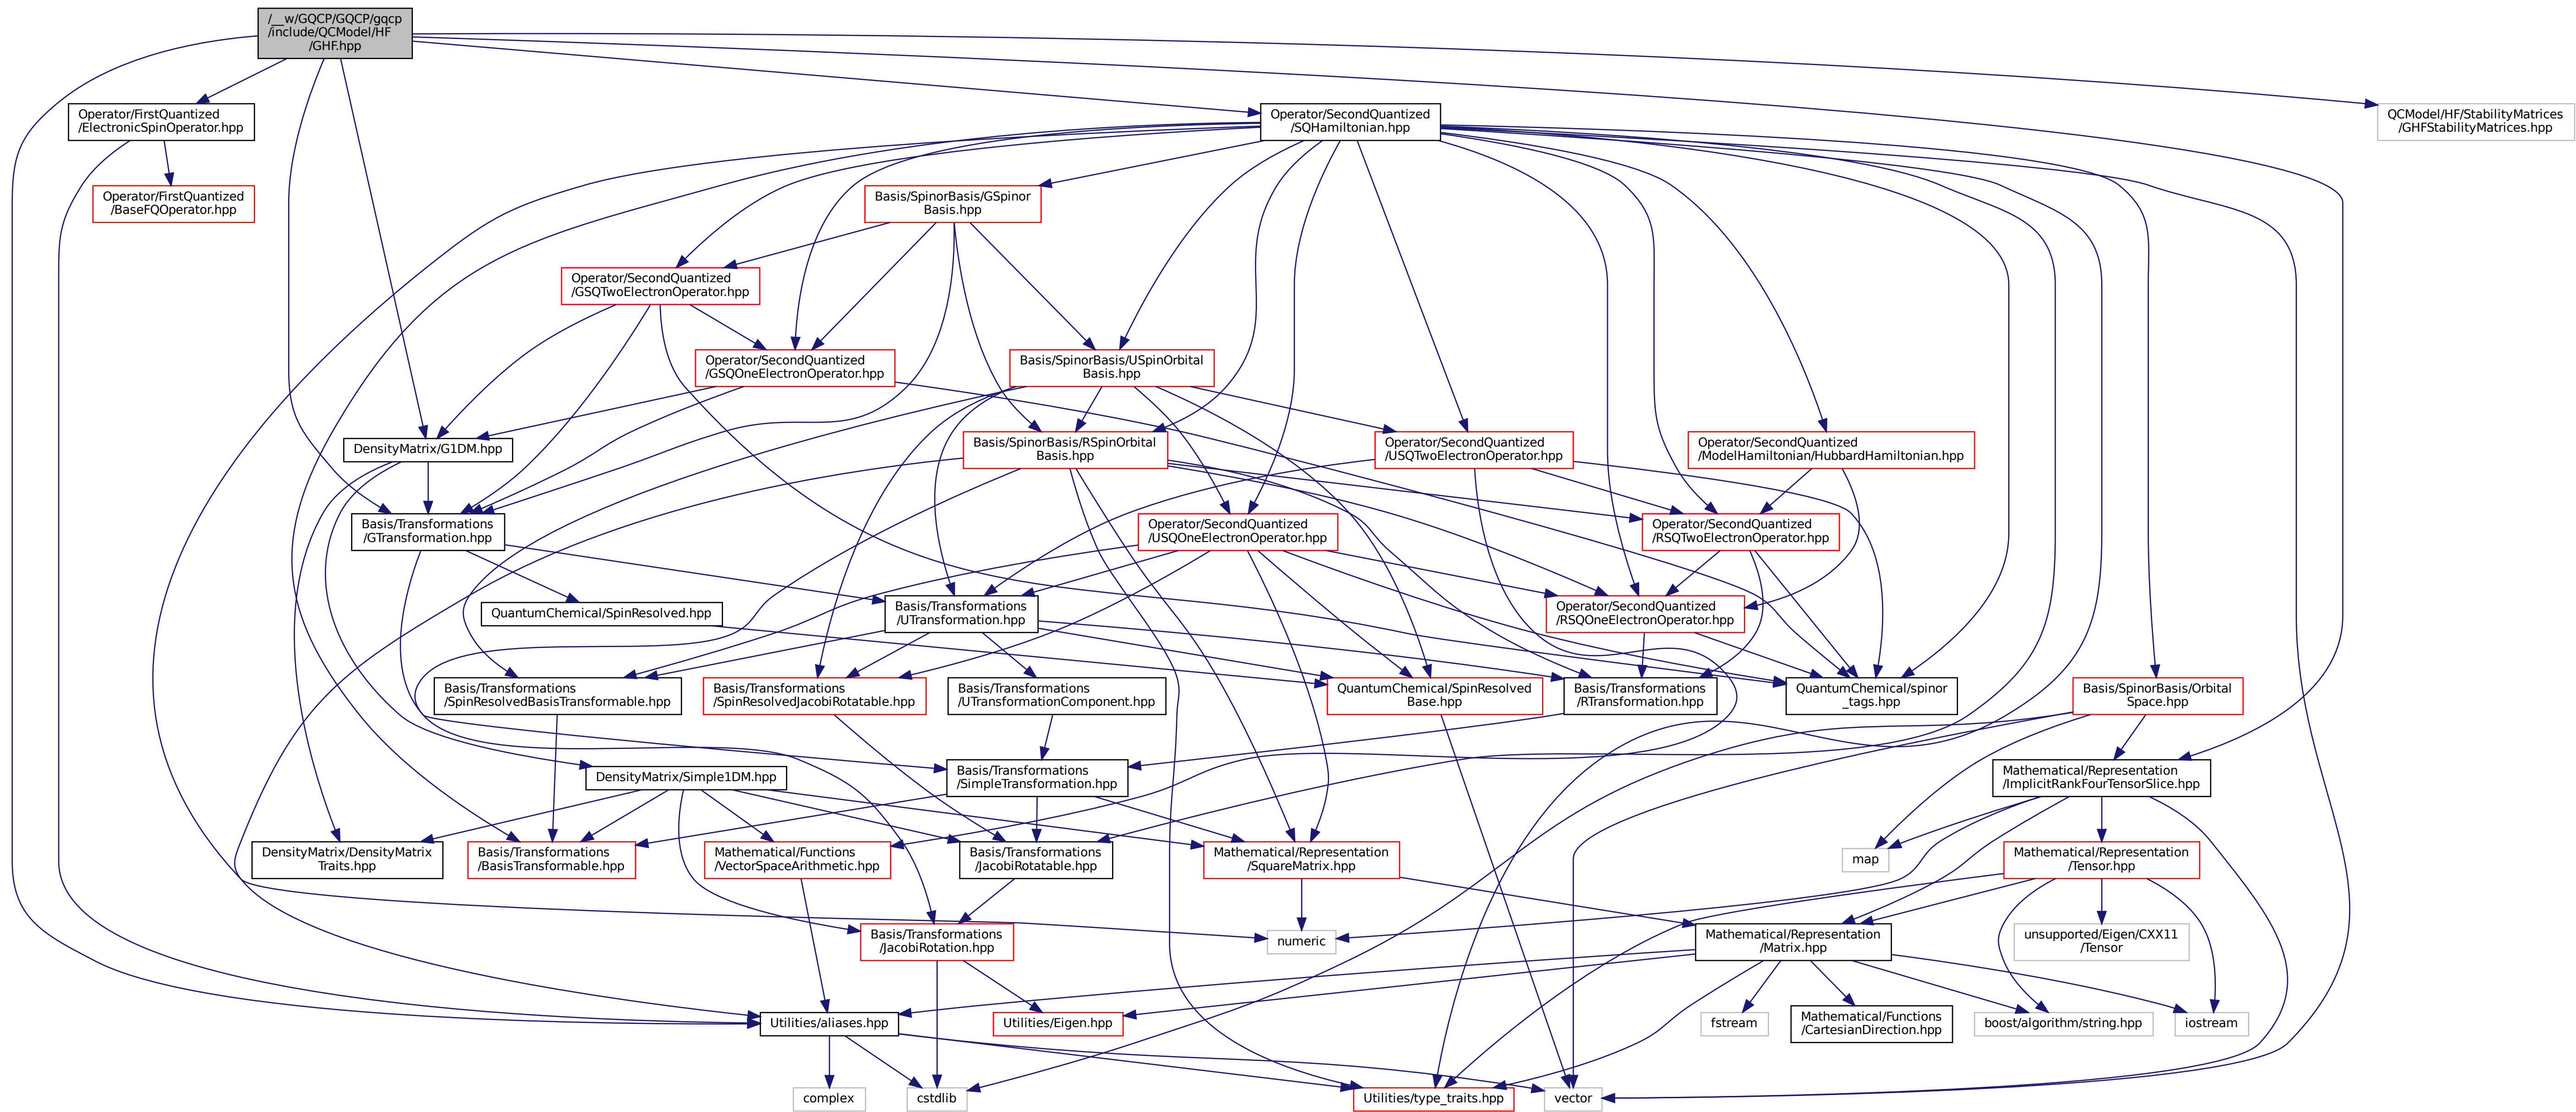 /__w/GQCP/GQCP/gqcp
/include/QCModel/HF
/GHF.hpp
Operator/FirstQuantized
/ElectronicSpinOperator.hpp
Operator/SecondQuantized
/SQHamiltonian.hpp
QCModel/HF/StabilityMatrices
/GHFStabilityMatrices.hpp
Operator/FirstQuantized
/BaseFQOperator.hpp
Basis/SpinorBasis/GSpinor
Basis.hpp
Operator/SecondQuantized
/GSQTwoElectronOperator.hpp
Operator/SecondQuantized
/GSQOneElectronOperator.hpp
Basis/SpinorBasis/USpinOrbital
Basis.hpp
DensityMatrix/G1DM.hpp
Basis/SpinorBasis/RSpinOrbital
Basis.hpp
Operator/SecondQuantized
/USQTwoElectronOperator.hpp
Operator/SecondQuantized
/ModelHamiltonian/HubbardHamiltonian.hpp
Basis/Transformations
/GTransformation.hpp
Operator/SecondQuantized
/USQOneElectronOperator.hpp
Operator/SecondQuantized
/RSQTwoElectronOperator.hpp
QuantumChemical/SpinResolved.hpp
Basis/Transformations
/UTransformation.hpp
Operator/SecondQuantized
/RSQOneElectronOperator.hpp
Basis/Transformations
/SpinResolvedBasisTransformable.hpp
Basis/Transformations
/SpinResolvedJacobiRotatable.hpp
Basis/Transformations
/UTransformationComponent.hpp
QuantumChemical/SpinResolved
Base.hpp
Basis/Transformations
/RTransformation.hpp
QuantumChemical/spinor
_tags.hpp
Basis/SpinorBasis/Orbital
Space.hpp
DensityMatrix/Simple1DM.hpp
Basis/Transformations
/SimpleTransformation.hpp
Mathematical/Representation
/ImplicitRankFourTensorSlice.hpp
DensityMatrix/DensityMatrix
Traits.hpp
Basis/Transformations
/BasisTransformable.hpp
Mathematical/Functions
/VectorSpaceArithmetic.hpp
Basis/Transformations
/JacobiRotatable.hpp
Mathematical/Representation
/SquareMatrix.hpp
map
Mathematical/Representation
/Tensor.hpp
Basis/Transformations
/JacobiRotation.hpp
numeric
Mathematical/Representation
/Matrix.hpp
unsupported/Eigen/CXX11
/Tensor
Utilities/aliases.hpp
Utilities/Eigen.hpp
fstream
Mathematical/Functions
/CartesianDirection.hpp
boost/algorithm/string.hpp
iostream
complex
cstdlib
Utilities/type_traits.hpp
vector